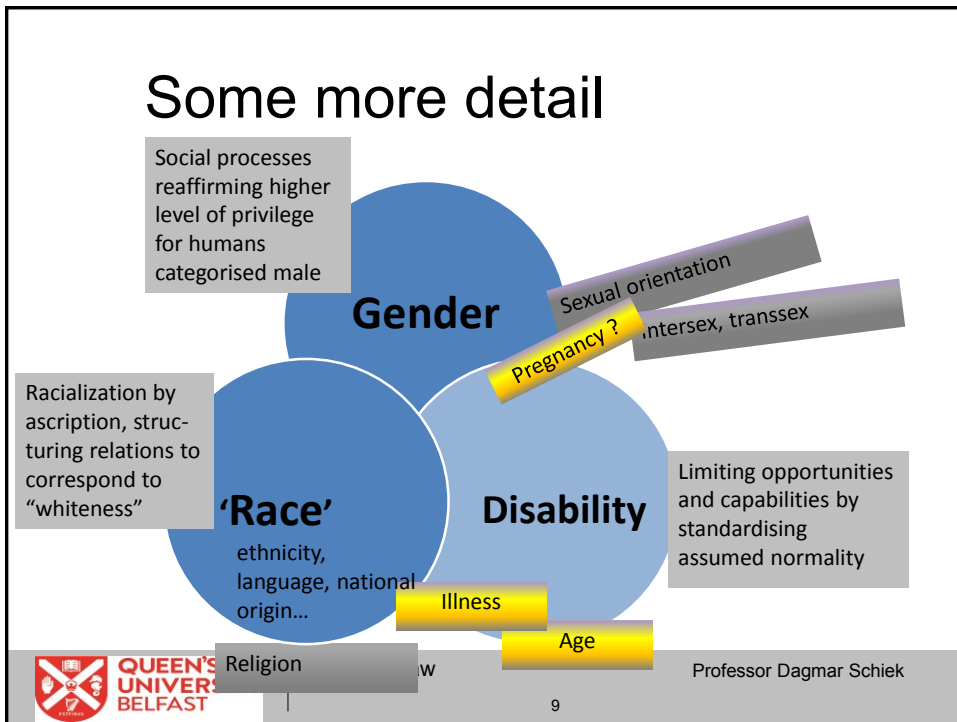 Some more detail
Social processes
reaffirming higher
level of privilege
for humans
categorised male
Gender
Sexual orientation
Pregnancy ?
Intersex, transsex
Racialization by
ascription, struc-
turing relations to
correspond to
“whiteness”
‘Race’
ethnicity,
language, national
origin…
Disability
Limiting opportunities
and capabilities by
standardising
assumed normality
Illness
Age
Religion
QUEEN'S
UNIVER
BELFAST
Professor Dagmar Schiek
9